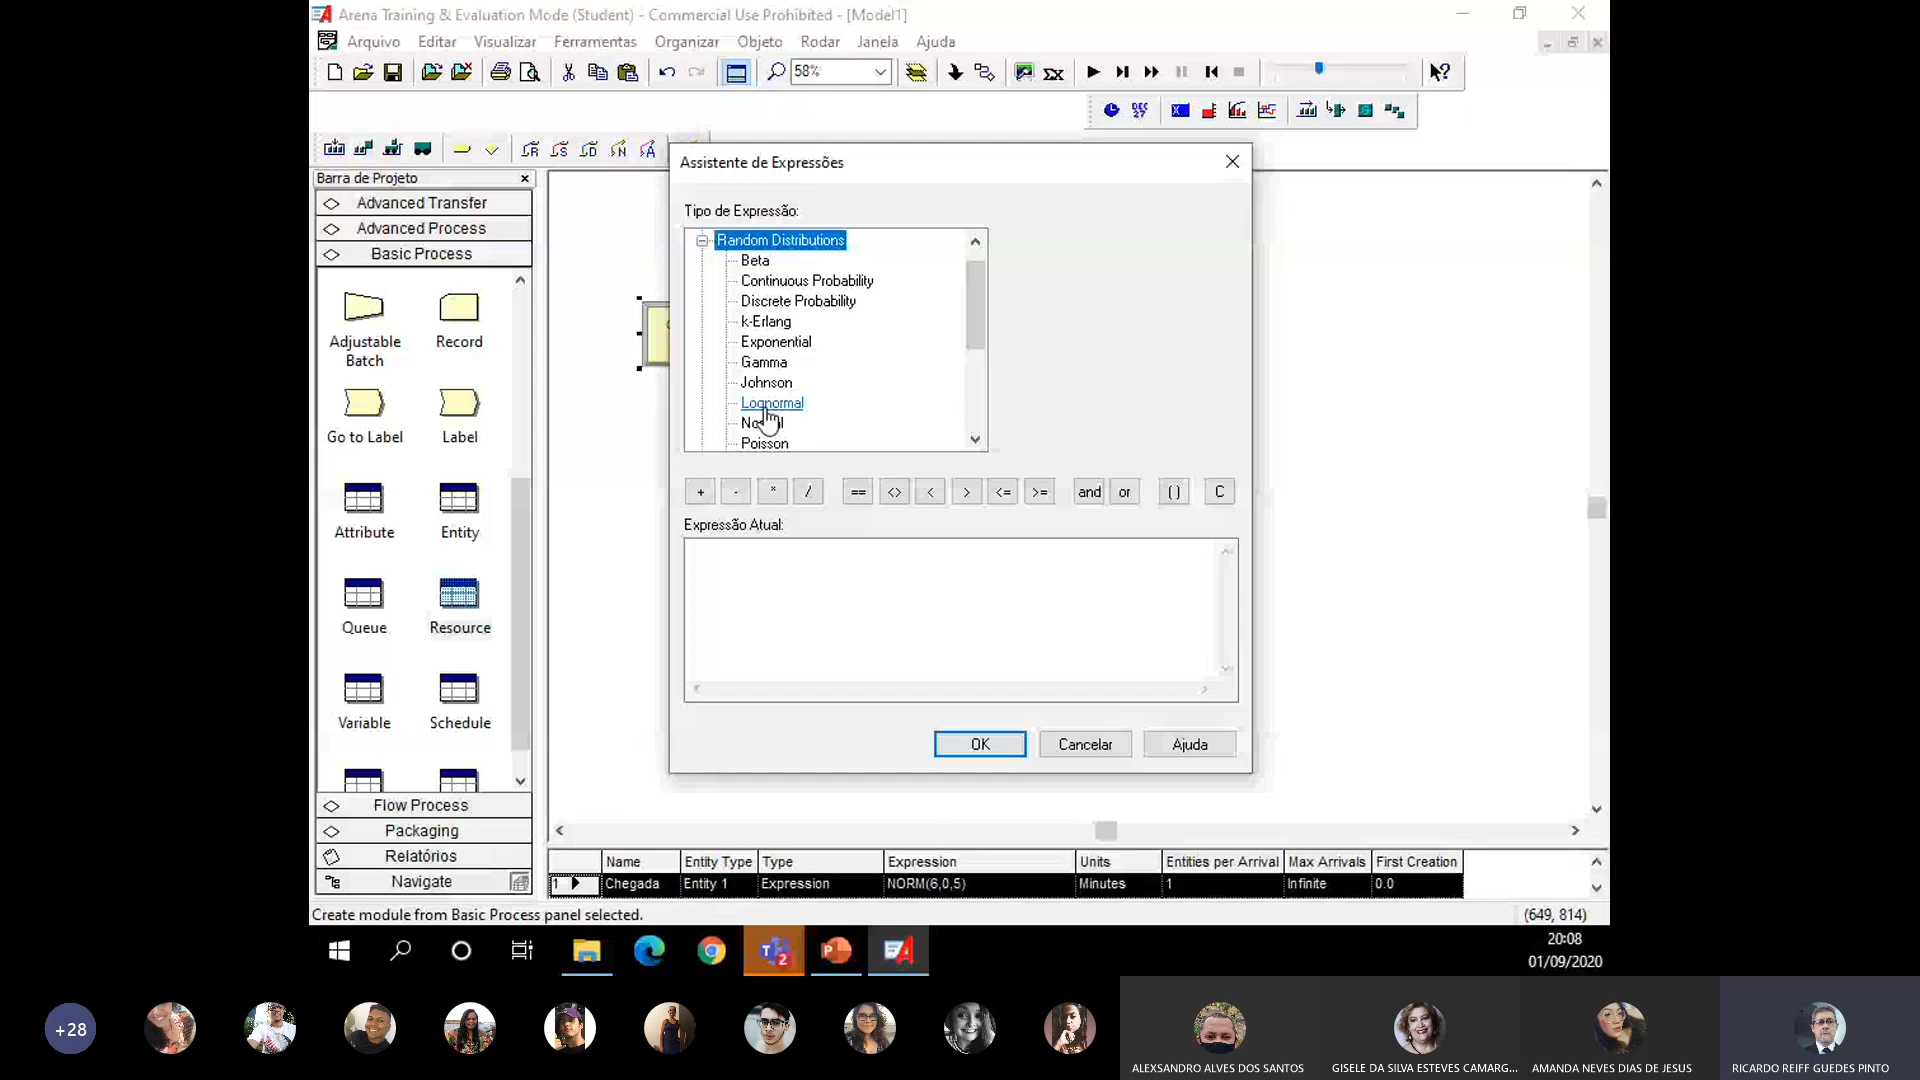 Arena Training & Evaluation Mode (Student) - Commercial Use Prohibited - [Model1]
Arquivo Editar Visualizar Ferramentas Organizar Objeto Rodar Janela Ajuda
58%
Barra de Projeto
Advanced Transfer
Advanced Process
Basic Process
Adjustable Batch
Record
Go to Label
Label
Attribute
Entity
Queue
Resource
Variable
Schedule
Flow Process
Packaging
Relatórios
Navigate
Assistente de Expressões
Tipo de Expressão:
Random Distributions
Beta
Continuous Probability
Discrete Probability
k-Erlang
Exponential
Gamma
Johnson
Lognormal
Poisson
+ - * / == <> < > <= >= and or ( ) C
Expressão Atual:
OK Cancelar Ajuda
Name Entity Type Type Expression Units Entities per Arrival Max Arrivals First Creation
1 Chegada Entity 1 Expression NORM(6,0,5) Minutes 1 Infinite 0.0
Create module from Basic Process panel selected.
(649, 814)
20:08
01/09/2020
+28
ALEXSANDRO ALVES DOS SANTOS
GISELE DA SILVA ESTEVES CAMARG...
AMANDA NEVES DIAS DE JESUS
RICARDO REIFF GUEDES PINTO